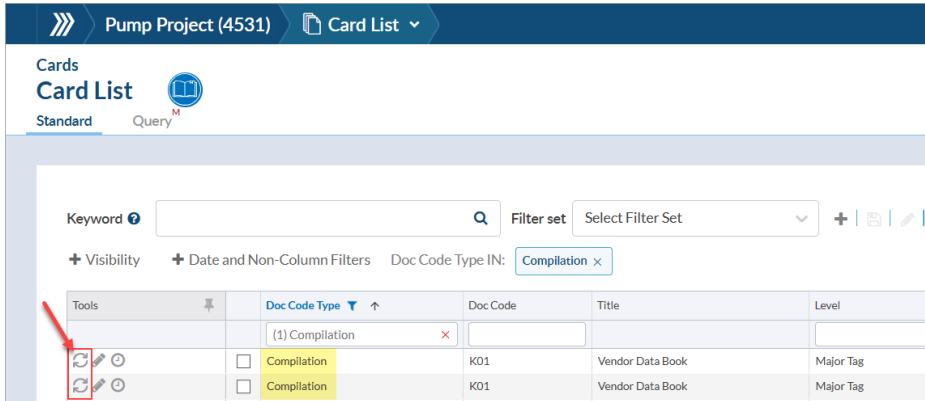 Pump Project (4531) Card List
Cards
Card List
M
Standard Query
Keyword ? Filter set Select Filter Set
+ Visibility + Date and Non-Column Filters Doc Code Type IN: Compilation ×
Tools Doc Code Type Doc Code Title Level
(1) Compilation ×
Compilation K01 Vendor Data Book Major Tag
Compilation K01 Vendor Data Book Major Tag